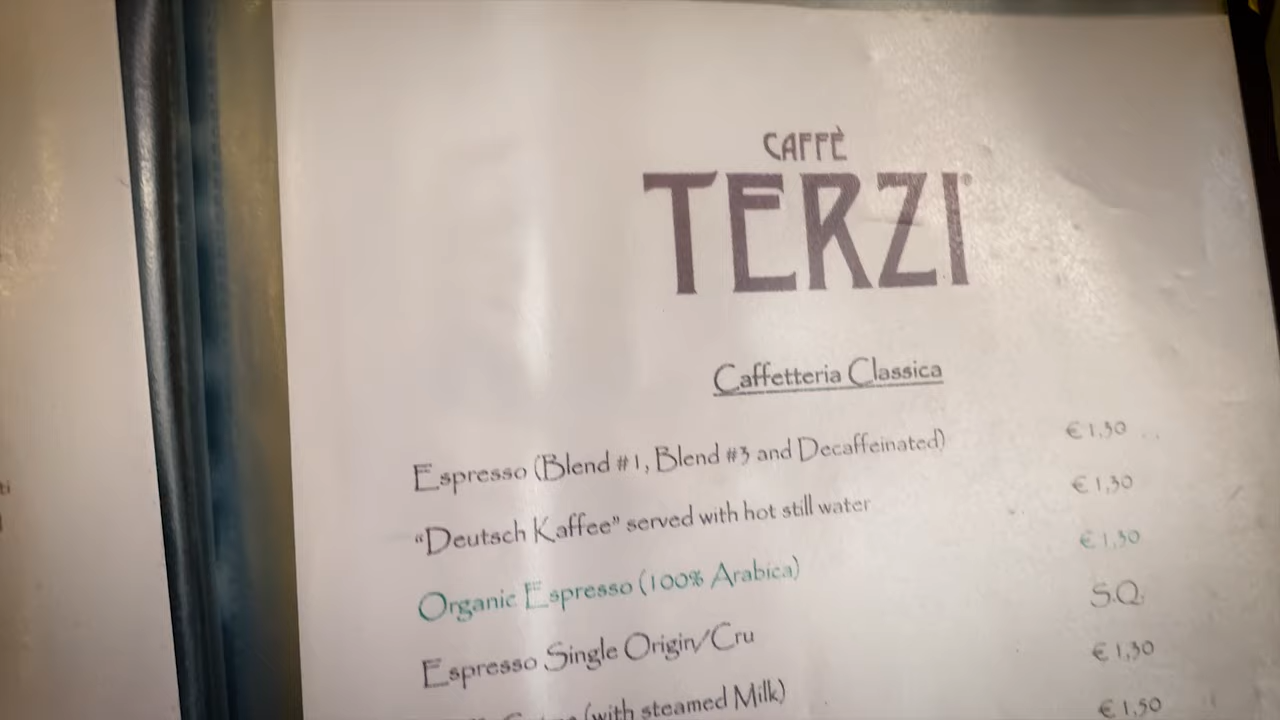 CAFFÈ
TERZI
Caffetteria Classica
Espresso (Blend #1, Blend #3 and Decaffeinated) € 1,30
"Deutsch Kaffee" served with hot still water € 1,30
Organic Espresso (100% Arabica) € 1,30
Espresso Single Origin/Cru S.Q.
(with steamed Milk) € 1,30
€ 1,50
ti